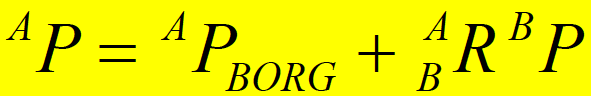 ᴬP = ᴬP_BORG + ᴬ_BR ᴮP